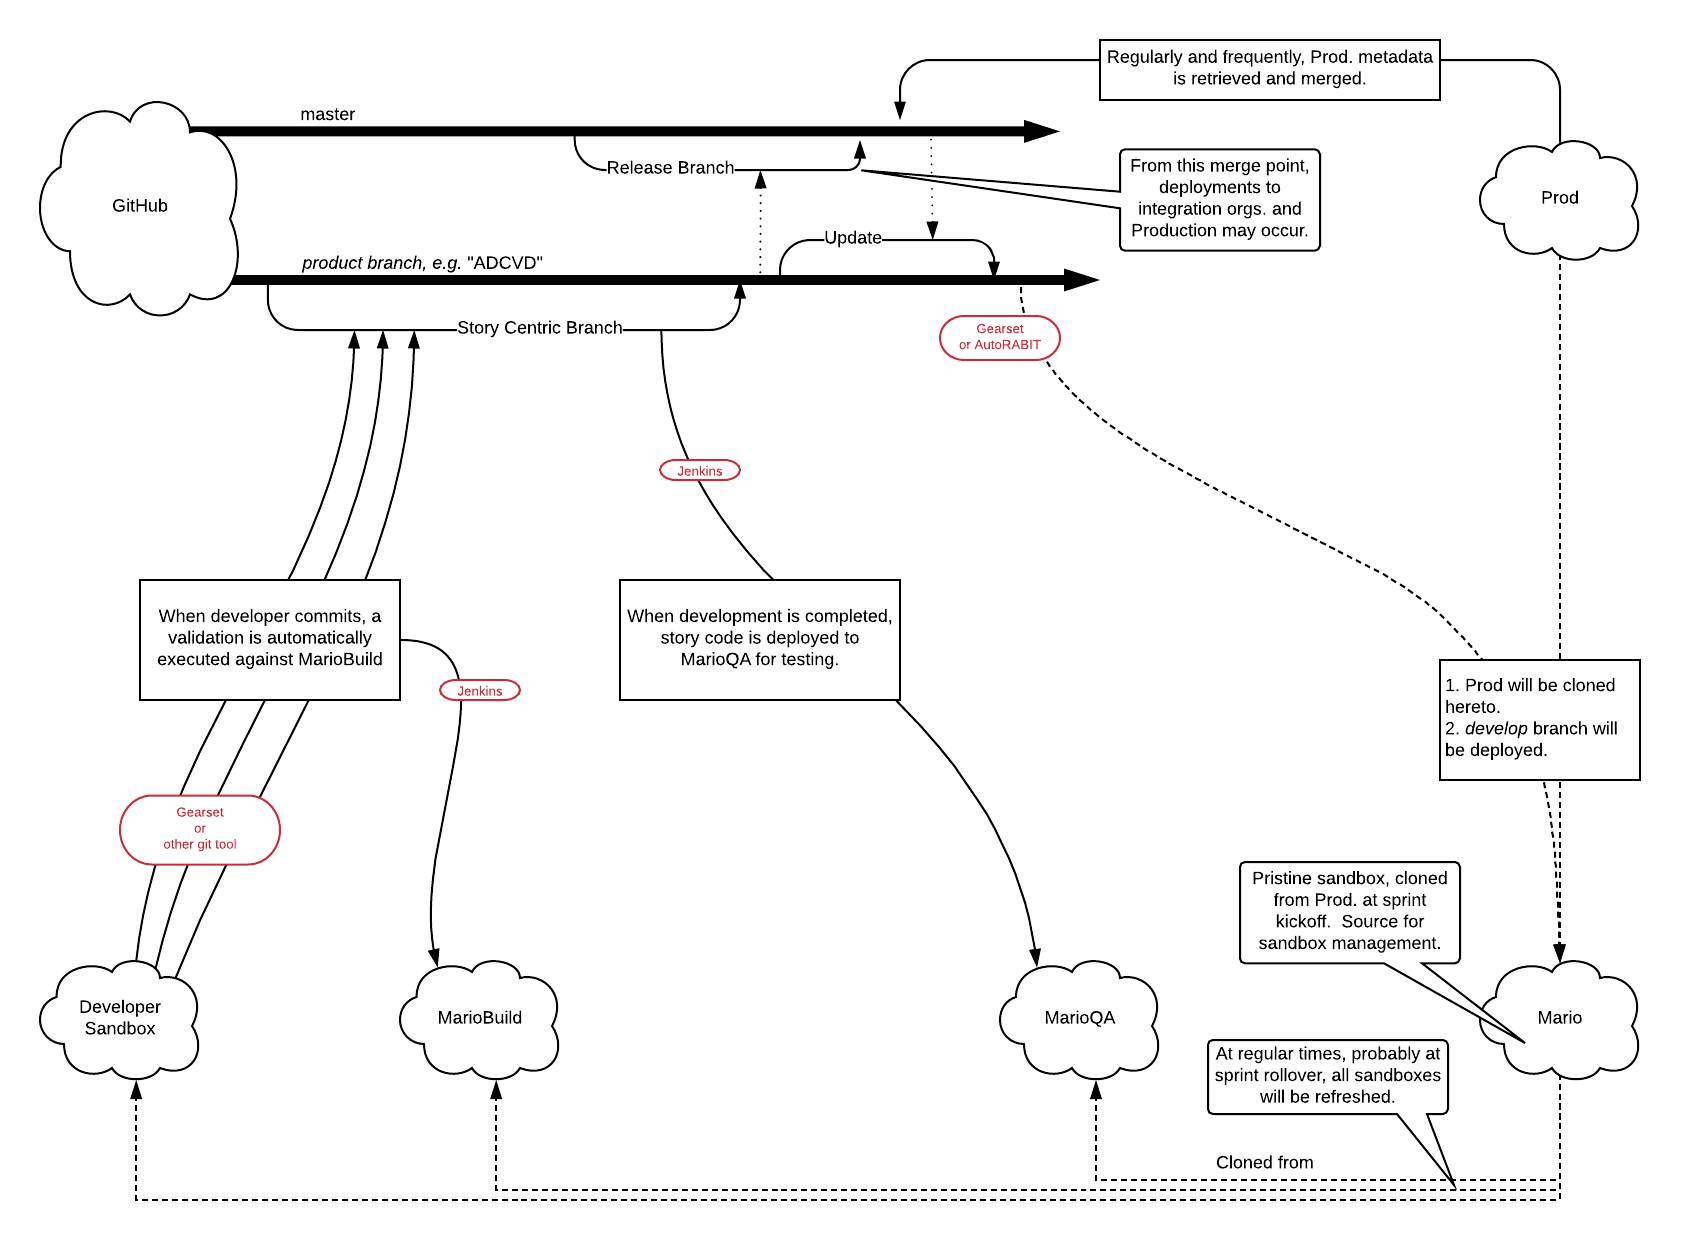 Regularly and frequently, Prod. metadata
is retrieved and merged.
master
Release Branch
From this merge point,
deployments to
integration orgs. and
Production may occur.
GitHub
Prod
Update
product branch, e.g. "ADCVD"
Story Centric Branch
Gearset
or AutoRABIT
Jenkins
When developer commits, a
validation is automatically
executed against MarioBuild
When development is completed,
story code is deployed to
MarioQA for testing.
Jenkins
1. Prod will be cloned
hereto.
2. develop branch will
be deployed.
Gearset
or
other git tool
Pristine sandbox, cloned
from Prod. at sprint
kickoff. Source for
sandbox management.
Developer
Sandbox
MarioBuild
MarioQA
Mario
At regular times, probably at
sprint rollover, all sandboxes
will be refreshed.
Cloned from